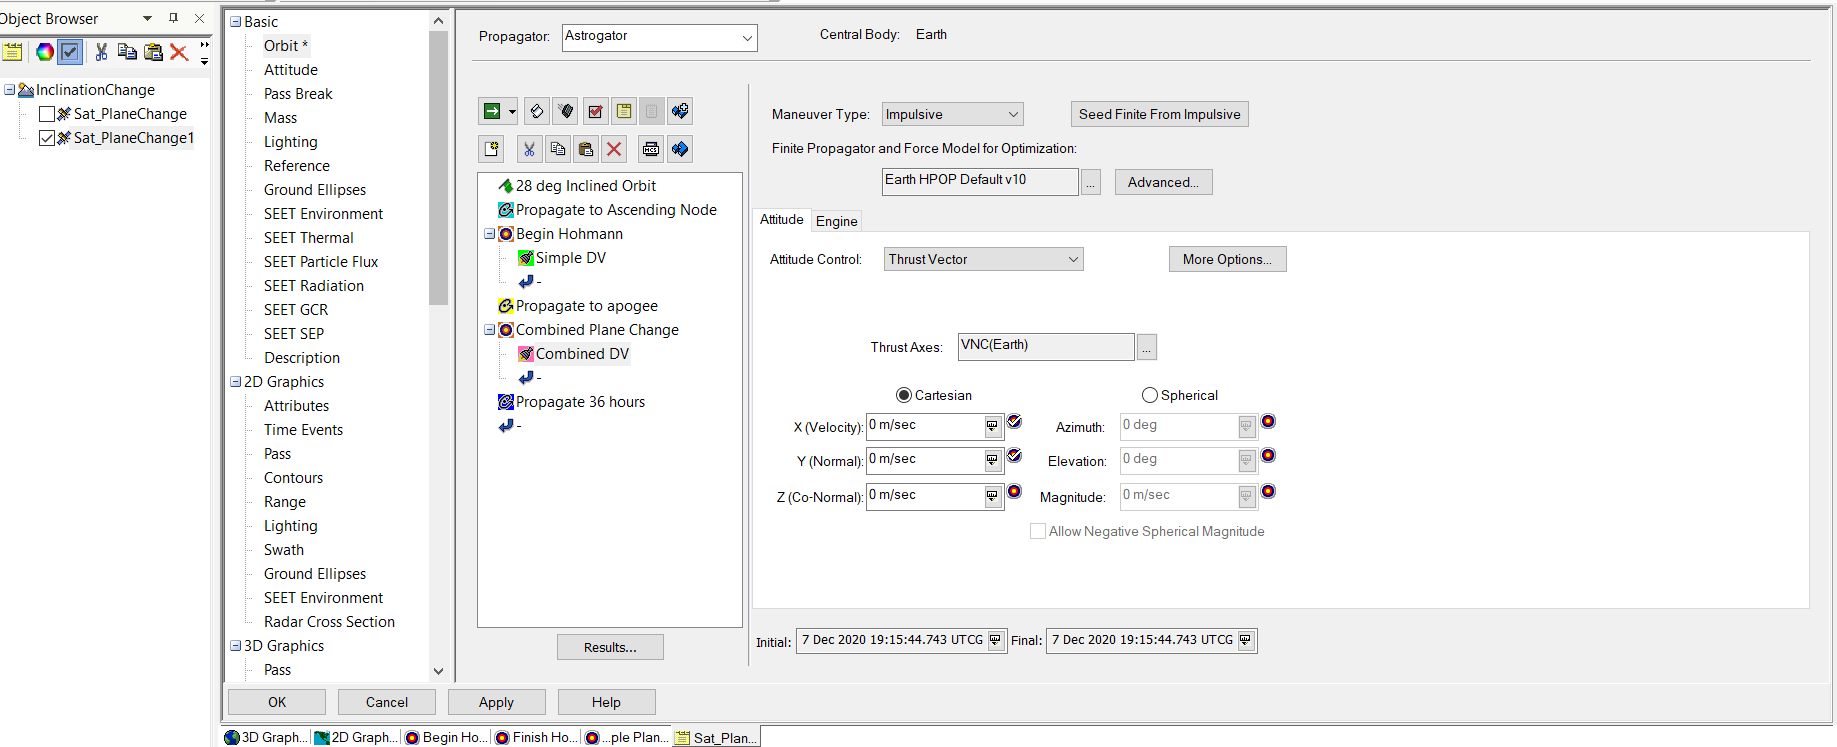 Object Browser
InclinationChange
Sat_PlaneChange
Sat_PlaneChange1
Basic
Orbit *
Attitude
Pass Break
Mass
Lighting
Reference
Ground Ellipses
SEET Environment
SEET Thermal
SEET Particle Flux
SEET Radiation
SEET GCR
SEET SEP
Description
2D Graphics
Attributes
Time Events
Pass
Contours
Range
Lighting
Swath
Ground Ellipses
SEET Environment
Radar Cross Section
3D Graphics
Pass
Propagator: Astrogator
Central Body: Earth
MCS
28 deg Inclined Orbit
Propagate to Ascending Node
Begin Hohmann
Simple DV
-
Propagate to apogee
Combined Plane Change
Combined DV
-
Propagate 36 hours
-
Results...
Maneuver Type: Impulsive
Seed Finite From Impulsive
Finite Propagator and Force Model for Optimization:
Earth HPOP Default v10 ... Advanced...
Attitude Engine
Attitude Control: Thrust Vector More Options...
Thrust Axes: VNC(Earth) ...
Cartesian Spherical
X (Velocity): 0 m/sec Azimuth: 0 deg
Y (Normal): 0 m/sec Elevation: 0 deg
Z (Co-Normal): 0 m/sec Magnitude: 0 m/sec
Allow Negative Spherical Magnitude
Initial: 7 Dec 2020 19:15:44.743 UTCG Final: 7 Dec 2020 19:15:44.743 UTCG
OK Cancel Apply Help
3D Graph... 2D Graph... Begin Ho... Finish Ho... ...ple Plan... Sat_Plan...